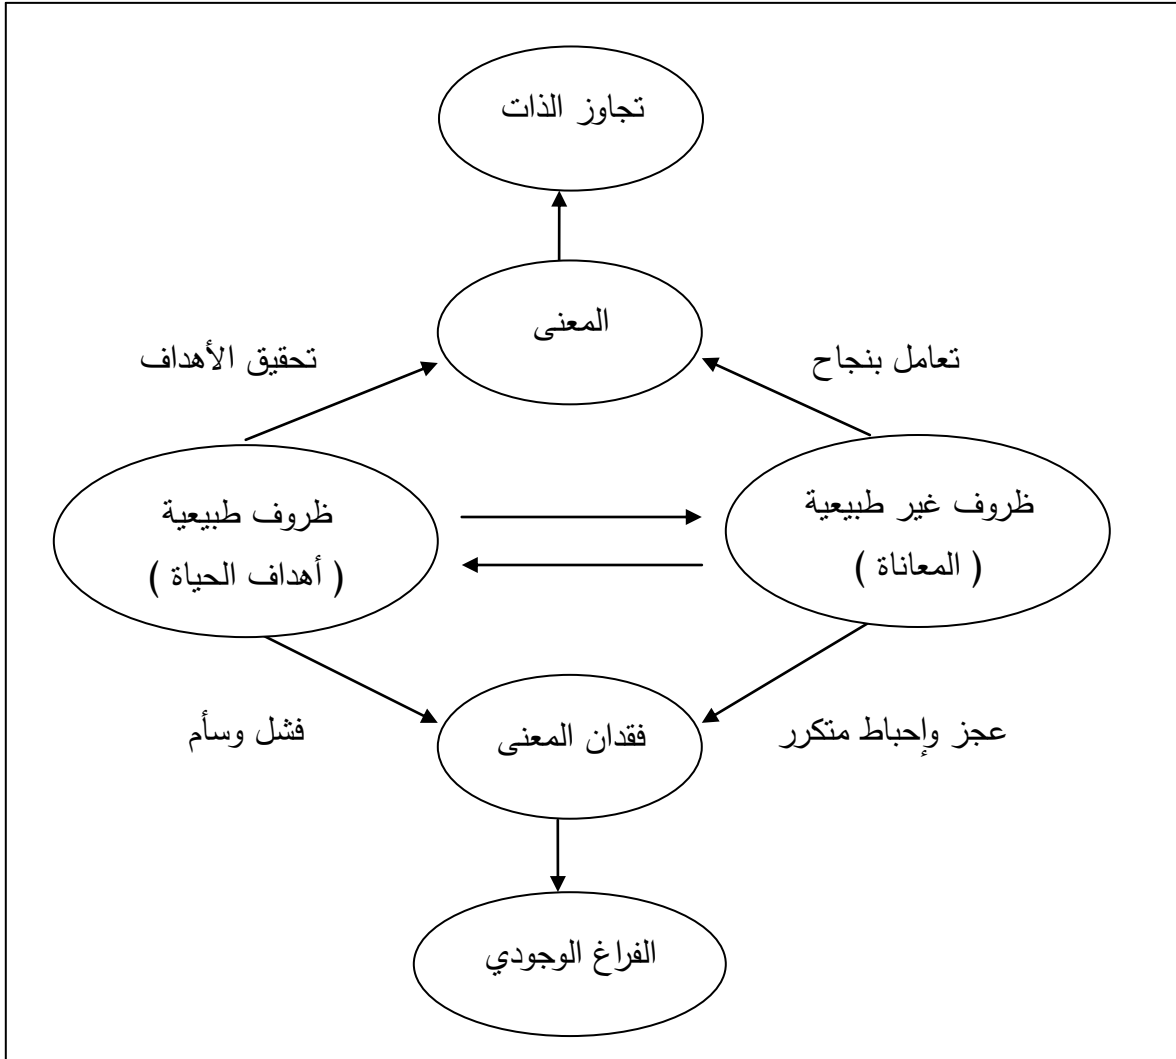 تجاوز الذات
المعنى
تعامل بنجاح
تحقيق الأهداف
ظروف غير طبيعية
( المعاناة )
ظروف طبيعية
( أهداف الحياة )
عجز وإحباط متكرر
فقدان المعنى
فشل وسأم
الفراغ الوجودي